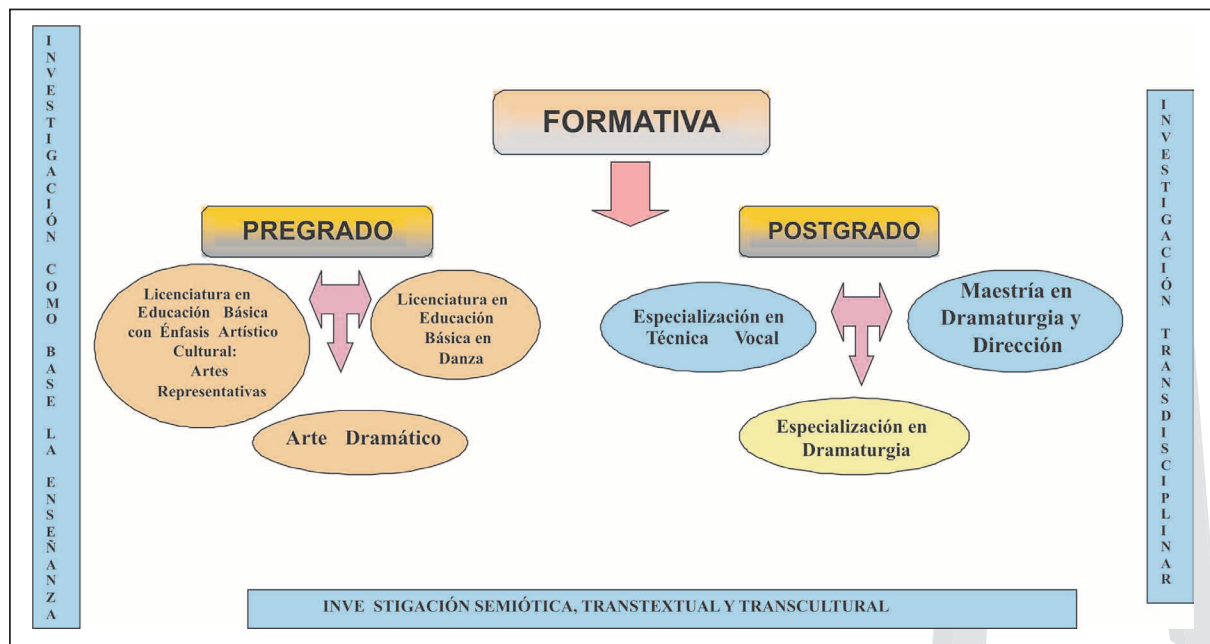 INVESTIGACIÓN COMO BASE LA ENSEÑANZA
FORMATIVA
PREGRADO
POSTGRADO
Licenciatura en
Educación Básica
con Énfasis Artístico
Cultural:
Artes
Representativas
Licenciatura en
Educación
Básica en
Danza
Arte Dramático
Especialización en
Técnica Vocal
Maestría en
Dramaturgia y
Dirección
Especialización en
Dramaturgia
INVESTIGACIÓN TRANSDISCIPLINAR
INVE STIGACIÓN SEMIÓTICA, TRANSTEXTUAL Y TRANSCULTURAL